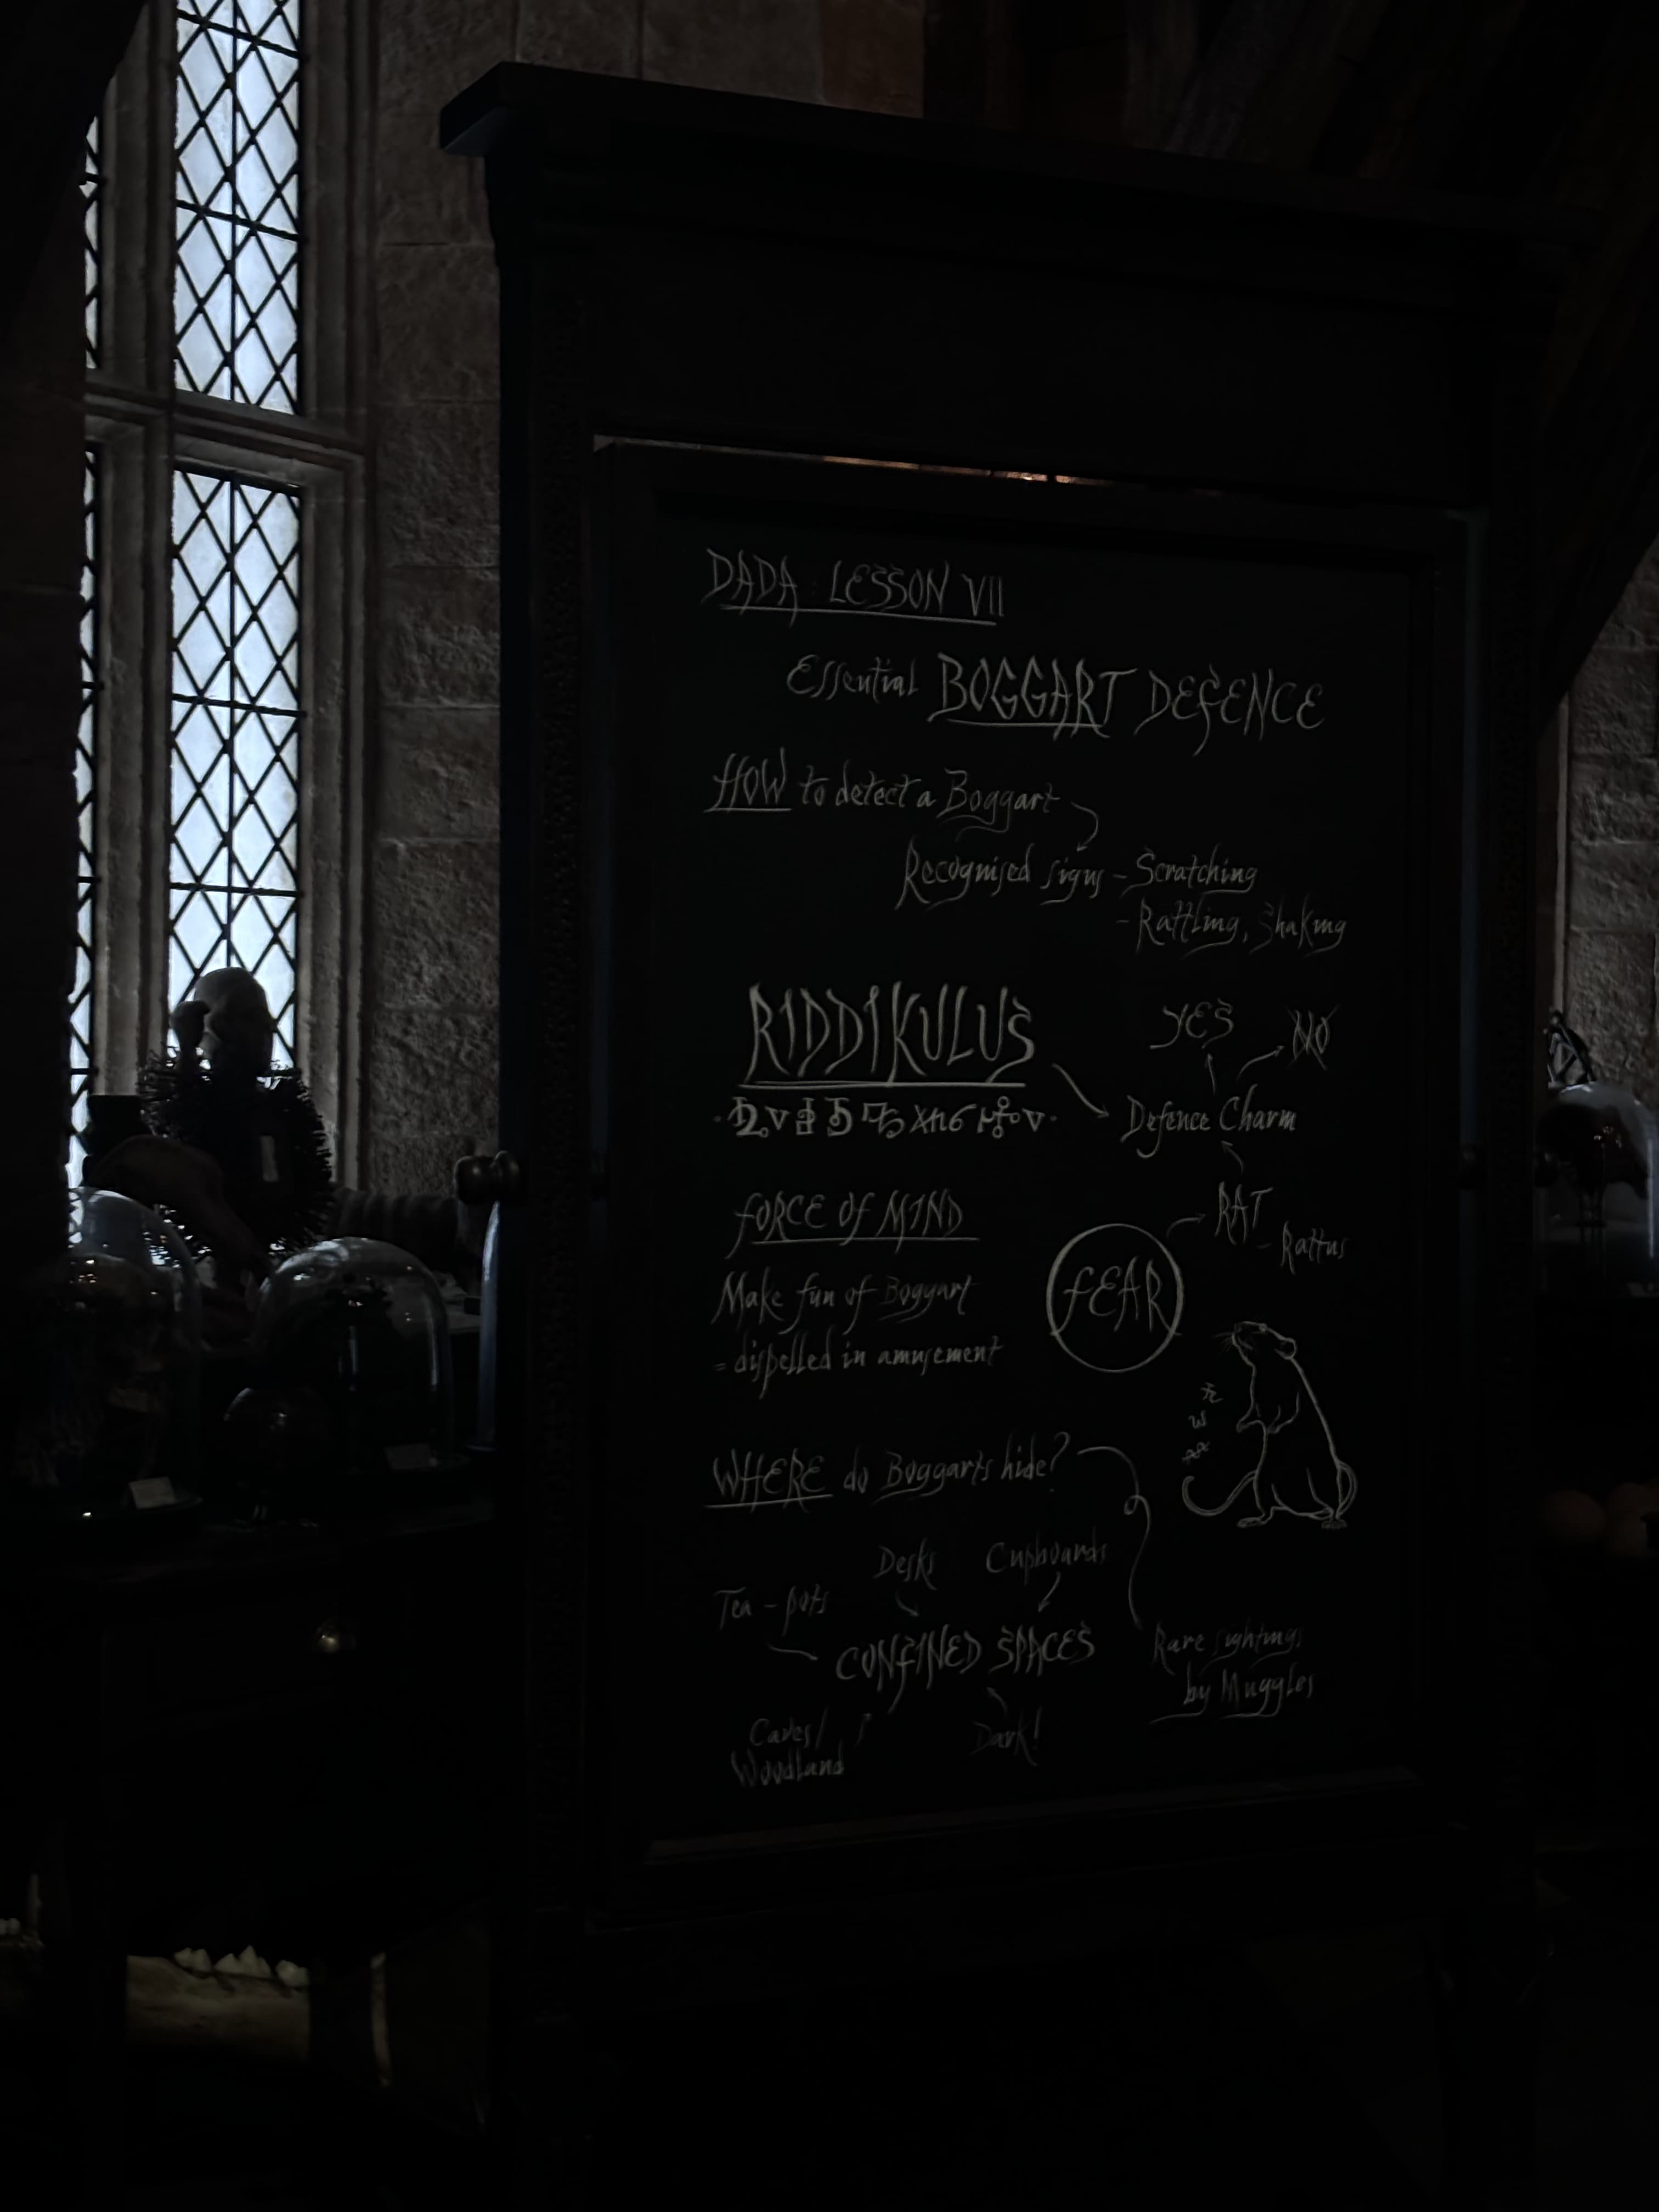 DADA : LESSON VII
Essential BOGGART DEFENCE
HOW to detect a Boggart
Recognised signs - Scratching
- Rattling, Shaking
RIDDIKULUS
YES NO
Defence Charm
FORCE OF MIND
RAT
- Rattus
FEAR
Make fun of Boggart
= dispelled in amusement
WHERE do Boggarts hide?
Desks Cupboards
Tea-pots
CONFINED SPACES
Rare sightings
by Muggles
Caves/
Woodland
Dark!